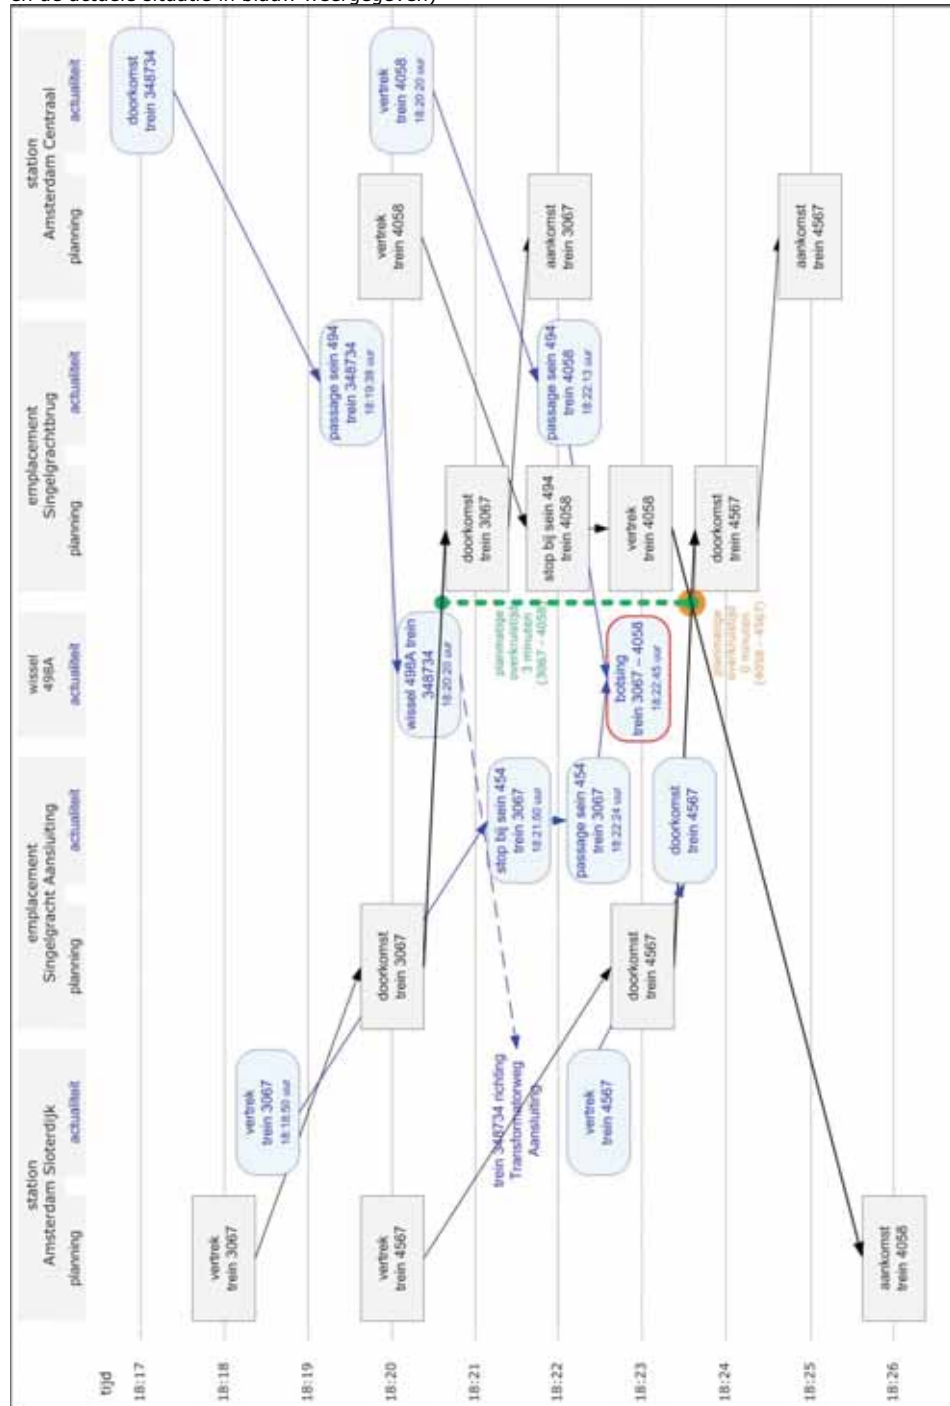 en de actuele situatie in blauw weergegeven)
station
Amsterdam Sloterdijk
planning
actualiteit
emplacement
Singelgracht Aansluiting
planning
actualiteit
wissel
498A
actualiteit
emplacement
Singelgrachtbrug
planning
actualiteit
station
Amsterdam Centraal
planning
actualiteit
tijd
18:17
18:18
18:19
18:20
18:21
18:22
18:23
18:24
18:25
18:26
doorkomst
trein 348734
vertrek
trein 3067
vertrek
trein 3067
18:18:50 uur
passage sein 494
trein 348734
18:19:38 uur
vertrek
trein 4567
doorkomst
trein 3067
wissel 498A trein
348734
18:20:20 uur
vertrek
trein 4058
vertrek
trein 4058
18:20:20 uur
doorkomst
trein 3067
trein 348734 richting
Transformatorweg
Aansluiting
stop bij sein 454
trein 3067
18:21:50 uur
planmatige
overkruistijd
3 minuten
(3067 - 4058)
stop bij sein 494
trein 4058
passage sein 494
trein 4058
18:22:13 uur
aankomst
trein 3067
vertrek
trein 4567
passage sein 454
trein 3067
18:22:24 uur
doorkomst
trein 4567
botsing
trein 3067 – 4058
18:22:45 uur
vertrek
trein 4058
doorkomst
trein 4567
planmatige
overkruistijd
0 minuten
(4058 - 4567)
doorkomst
trein 4567
aankomst
trein 4567
aankomst
trein 4058